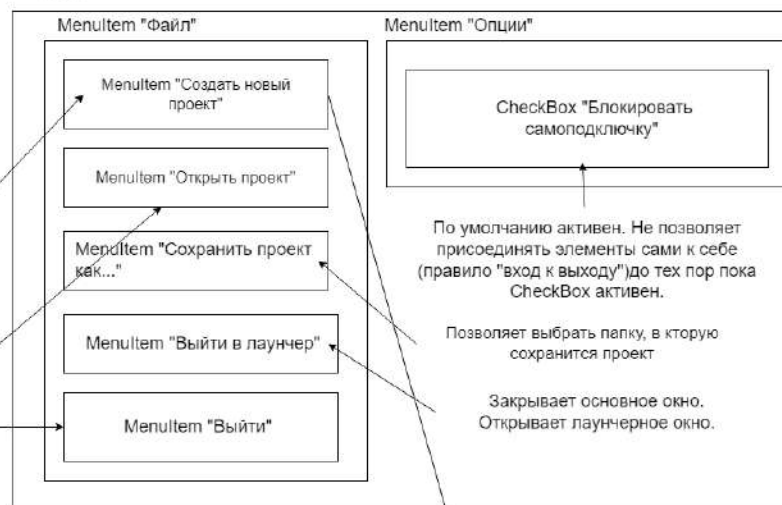 MenuItem "Файл"
MenuItem "Создать новый
проект"
MenuItem "Открыть проект"
MenuItem "Сохранить проект
как..."
MenuItem "Выйти в лаунчер"
MenuItem "Выйти"
MenuItem "Опции"
CheckBox "Блокировать
самоподключку"
По умолчанию активен. Не позволяет
присоединять элементы сами к себе
(правило "вход к выходу")до тех пор пока
CheckBox активен.
Позволяет выбрать папку, в которую
сохранится проект
Закрывает основное окно.
Открывает лаунчерное окно.